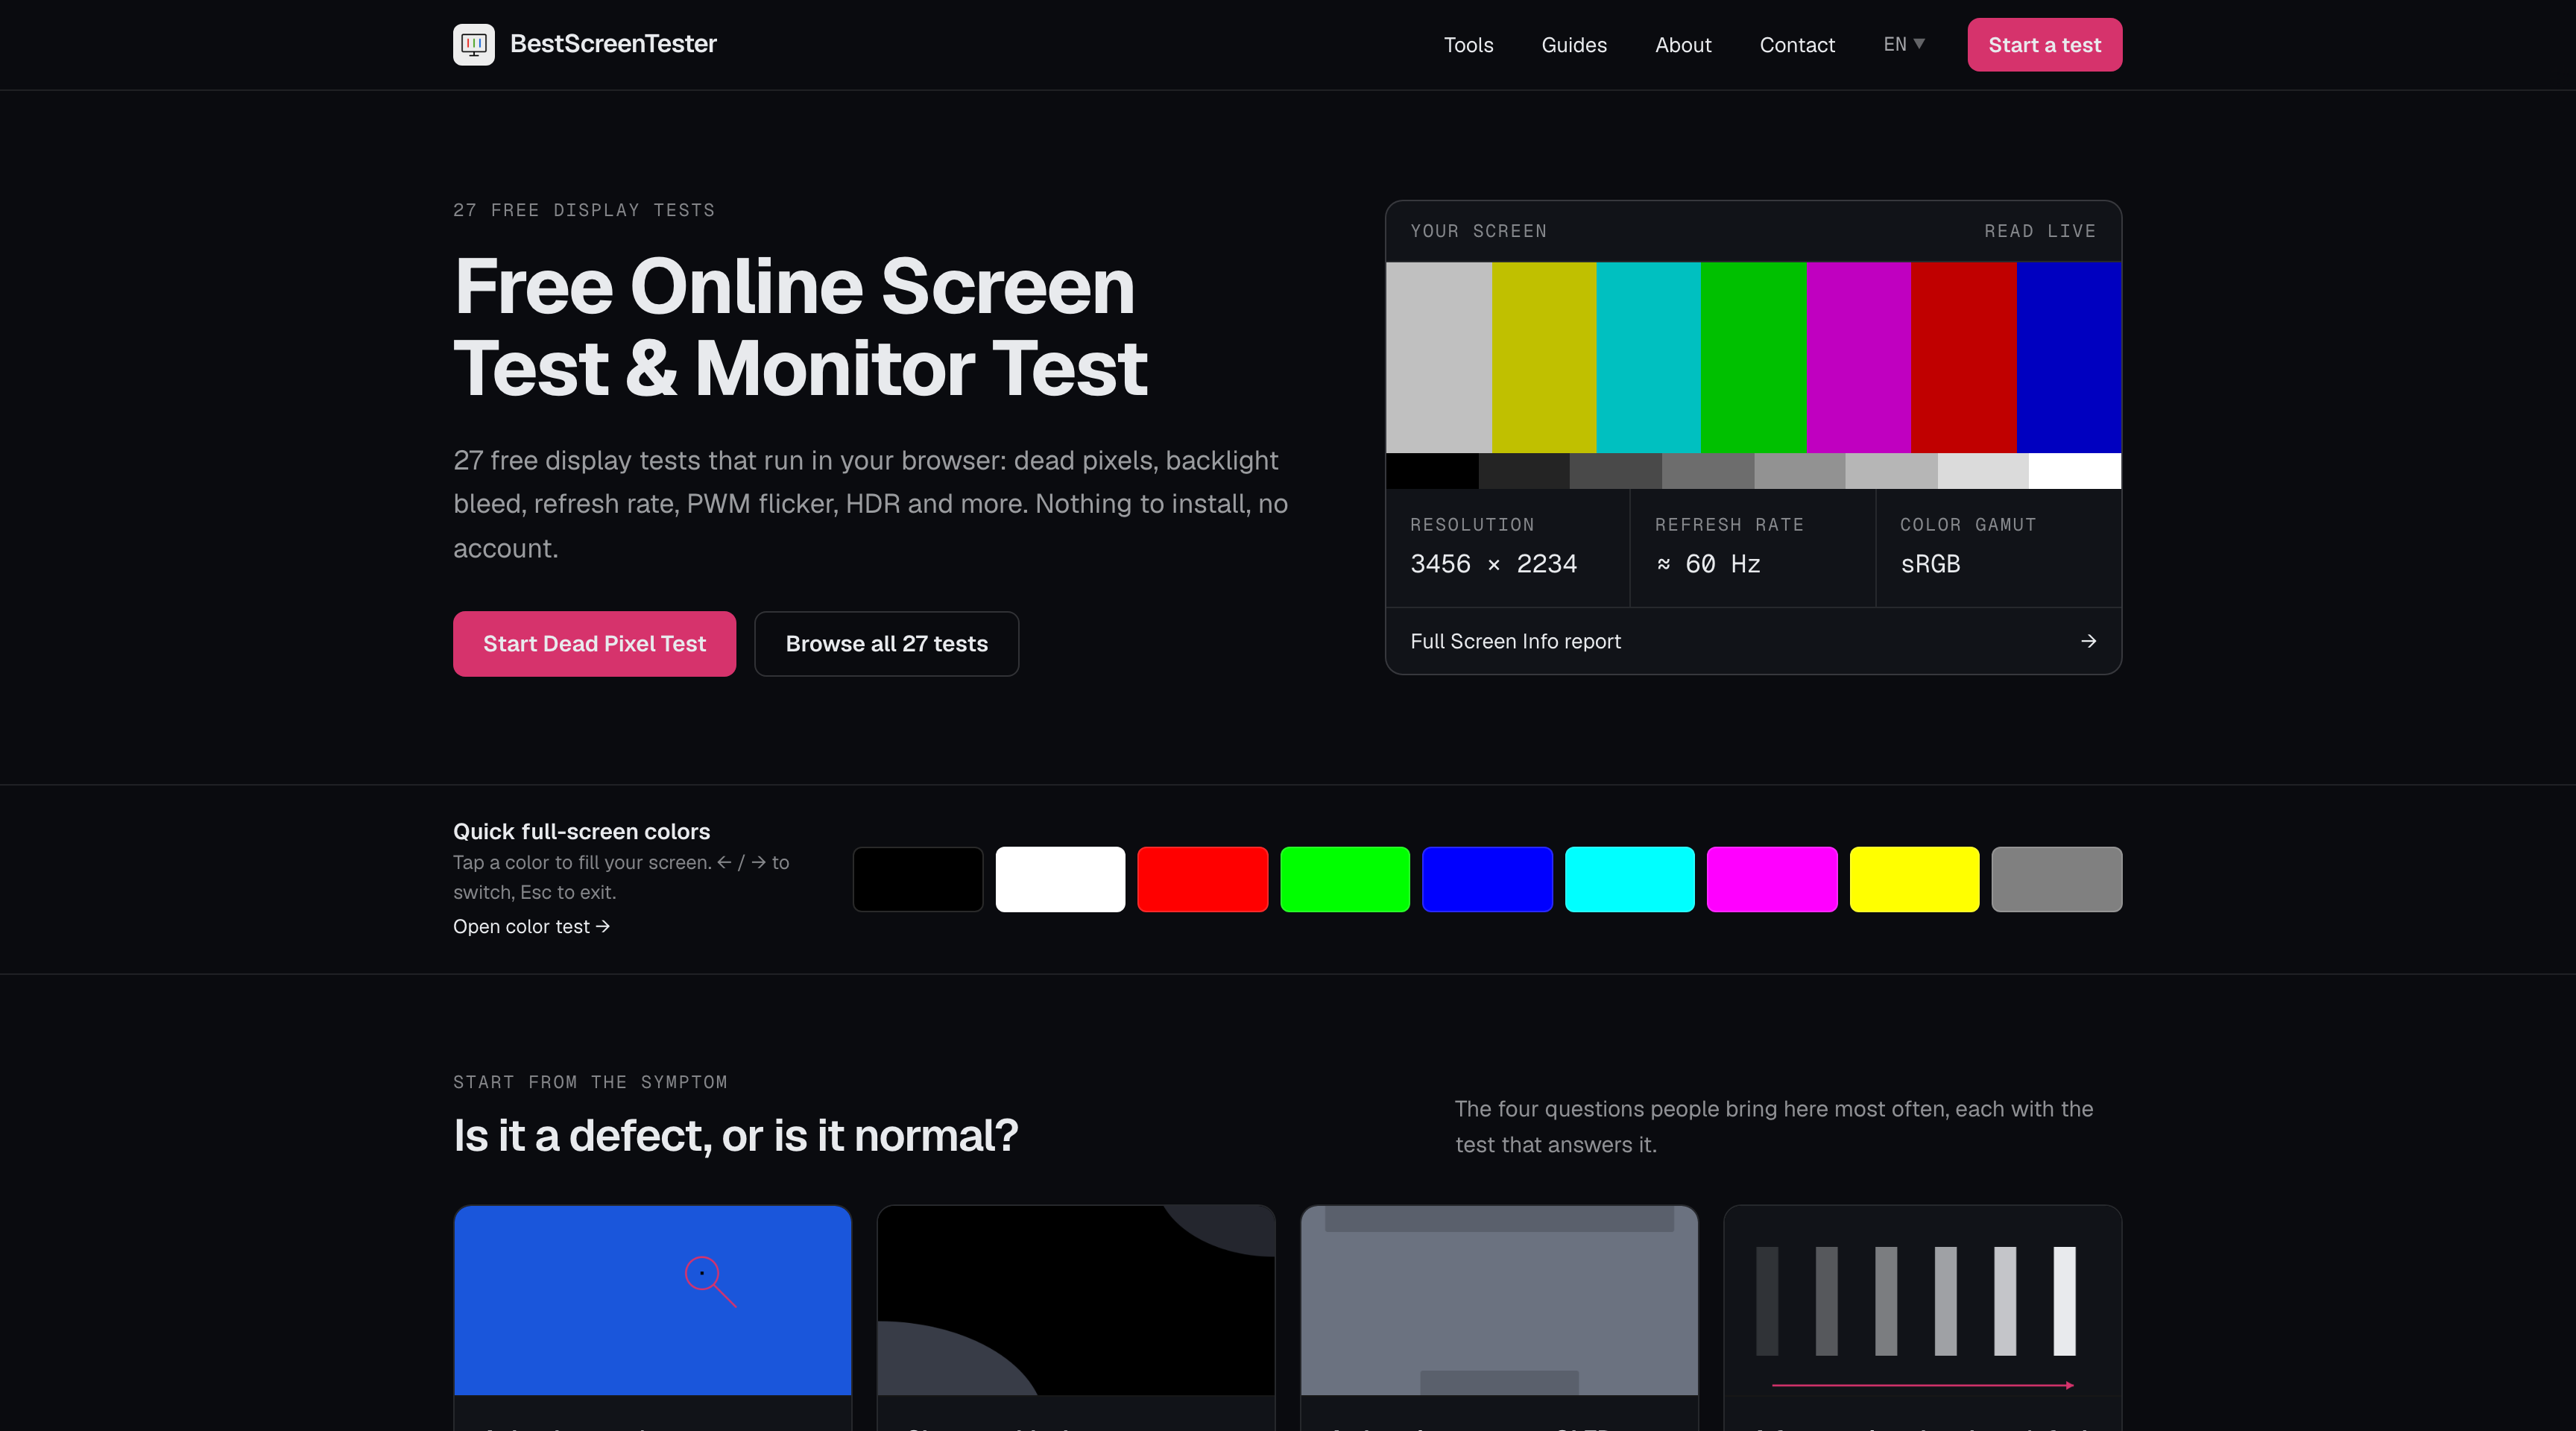 BestScreenTester
Tools
Guides
About
Contact
EN ▼
Start a test
27 FREE DISPLAY TESTS
Free Online Screen
Test & Monitor Test
27 free display tests that run in your browser: dead pixels, backlight
bleed, refresh rate, PWM flicker, HDR and more. Nothing to install, no
account.
Start Dead Pixel Test
Browse all 27 tests
YOUR SCREEN
READ LIVE
RESOLUTION
3456 × 2234
REFRESH RATE
≈ 60 Hz
COLOR GAMUT
sRGB
Full Screen Info report →
Quick full-screen colors
Tap a color to fill your screen. ← / → to
switch, Esc to exit.
Open color test →
START FROM THE SYMPTOM
Is it a defect, or is it normal?
The four questions people bring here most often, each with the
test that answers it.